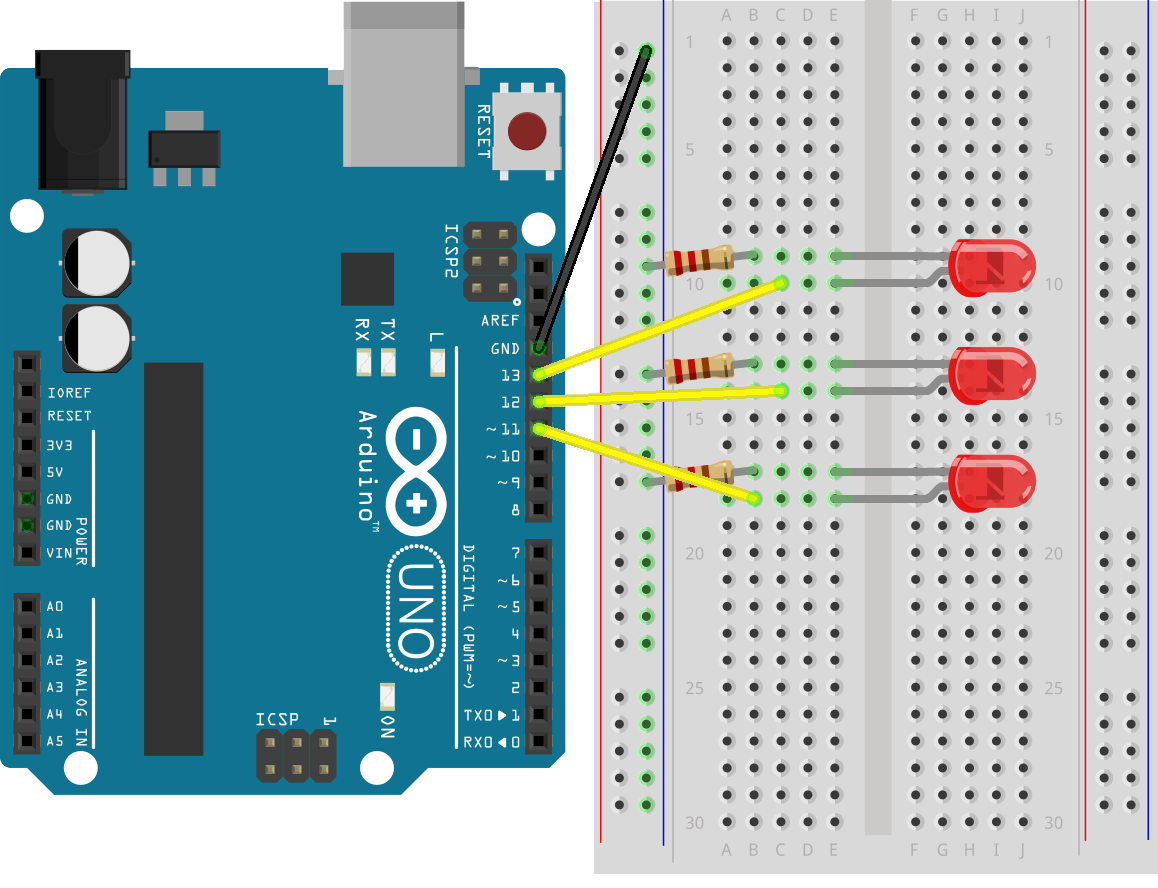 A B C D E F G H I J
1 1
5 5
10 10
15 15
20 20
25 25
30 30
A B C D E F G H I J
RESET
ICSP2
AREF
GND
13
12
~11
~10
~9
8
7
~6
~5
4
~3
2
TX0▶1
RX0◀0
RX
TX
L
IOREF
RESET
3V3
5V
GND
GND
VIN
POWER
A0
A1
A2
A3
A4
A5
ANALOG IN
Arduino™
UNO
DIGITAL (PWM=~)
ICSP
1
ON